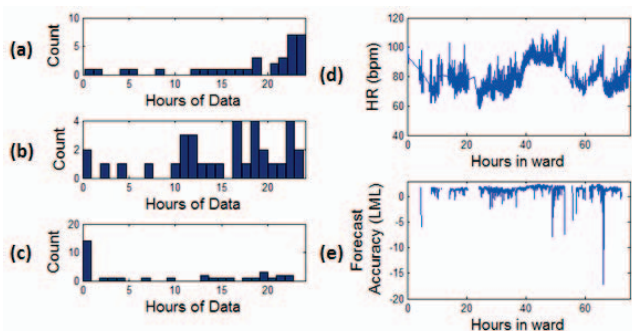 (a)
Count
10
5
0
0 5 10 15 20
Hours of Data
(b)
Count
4
2
0
0 5 10 15 20
Hours of Data
(c)
Count
20
10
0
0 5 10 15 20
Hours of Data
(d)
HR (bpm)
120
100
80
60
40
0 20 40 60
Hours in ward
(e)
Forecast
Accuracy (LML)
0
-5
-10
-15
-20
0 20 40 60
Hours in ward